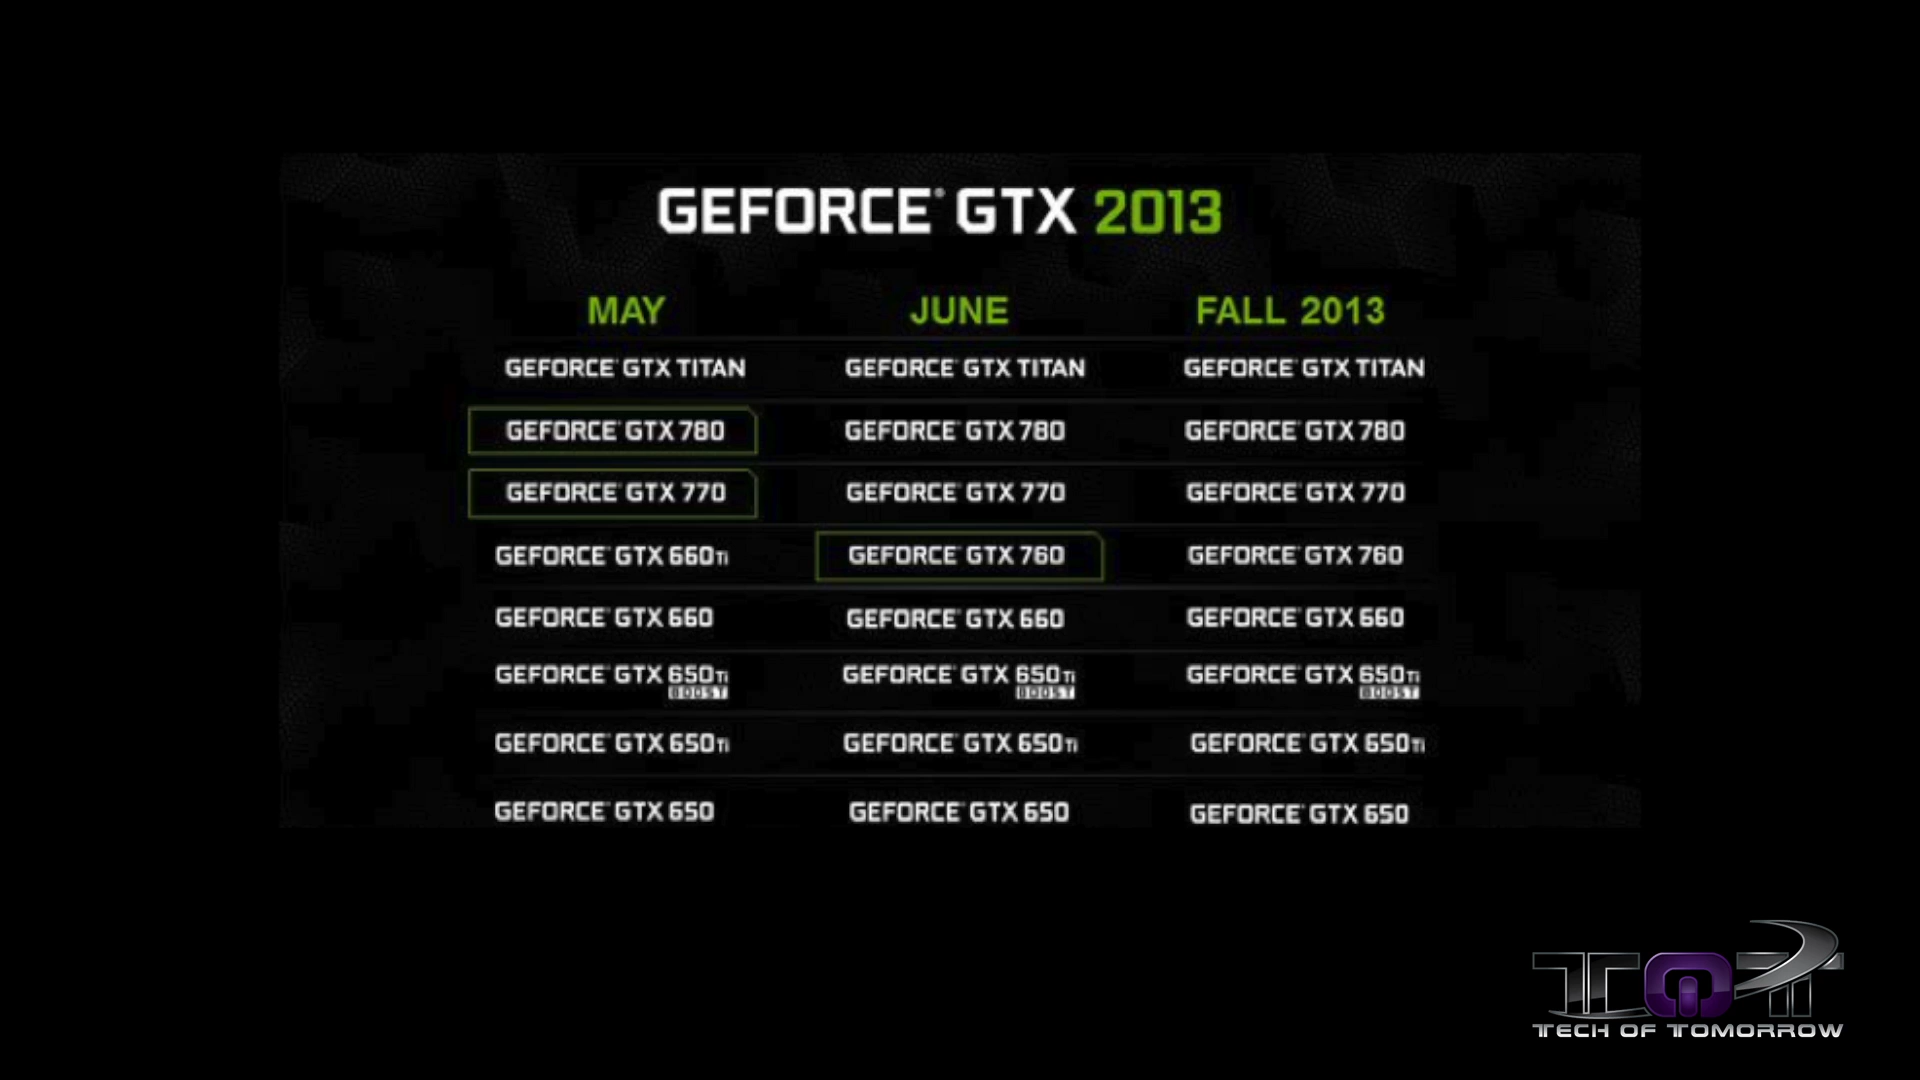 GEFORCE® GTX 2013
MAY JUNE FALL 2013
GEFORCE® GTX TITAN GEFORCE® GTX TITAN GEFORCE® GTX TITAN
GEFORCE® GTX 780 GEFORCE® GTX 780 GEFORCE® GTX 780
GEFORCE® GTX 770 GEFORCE® GTX 770 GEFORCE® GTX 770
GEFORCE® GTX 660Ti GEFORCE® GTX 760 GEFORCE® GTX 760
GEFORCE® GTX 660 GEFORCE® GTX 660 GEFORCE® GTX 660
GEFORCE® GTX 650Ti GEFORCE® GTX 650Ti GEFORCE® GTX 650Ti
BOOST BOOST BOOST
GEFORCE® GTX 650Ti GEFORCE® GTX 650Ti GEFORCE® GTX 650Ti
GEFORCE® GTX 650 GEFORCE® GTX 650 GEFORCE® GTX 650
TOT
TECH OF TOMORROW